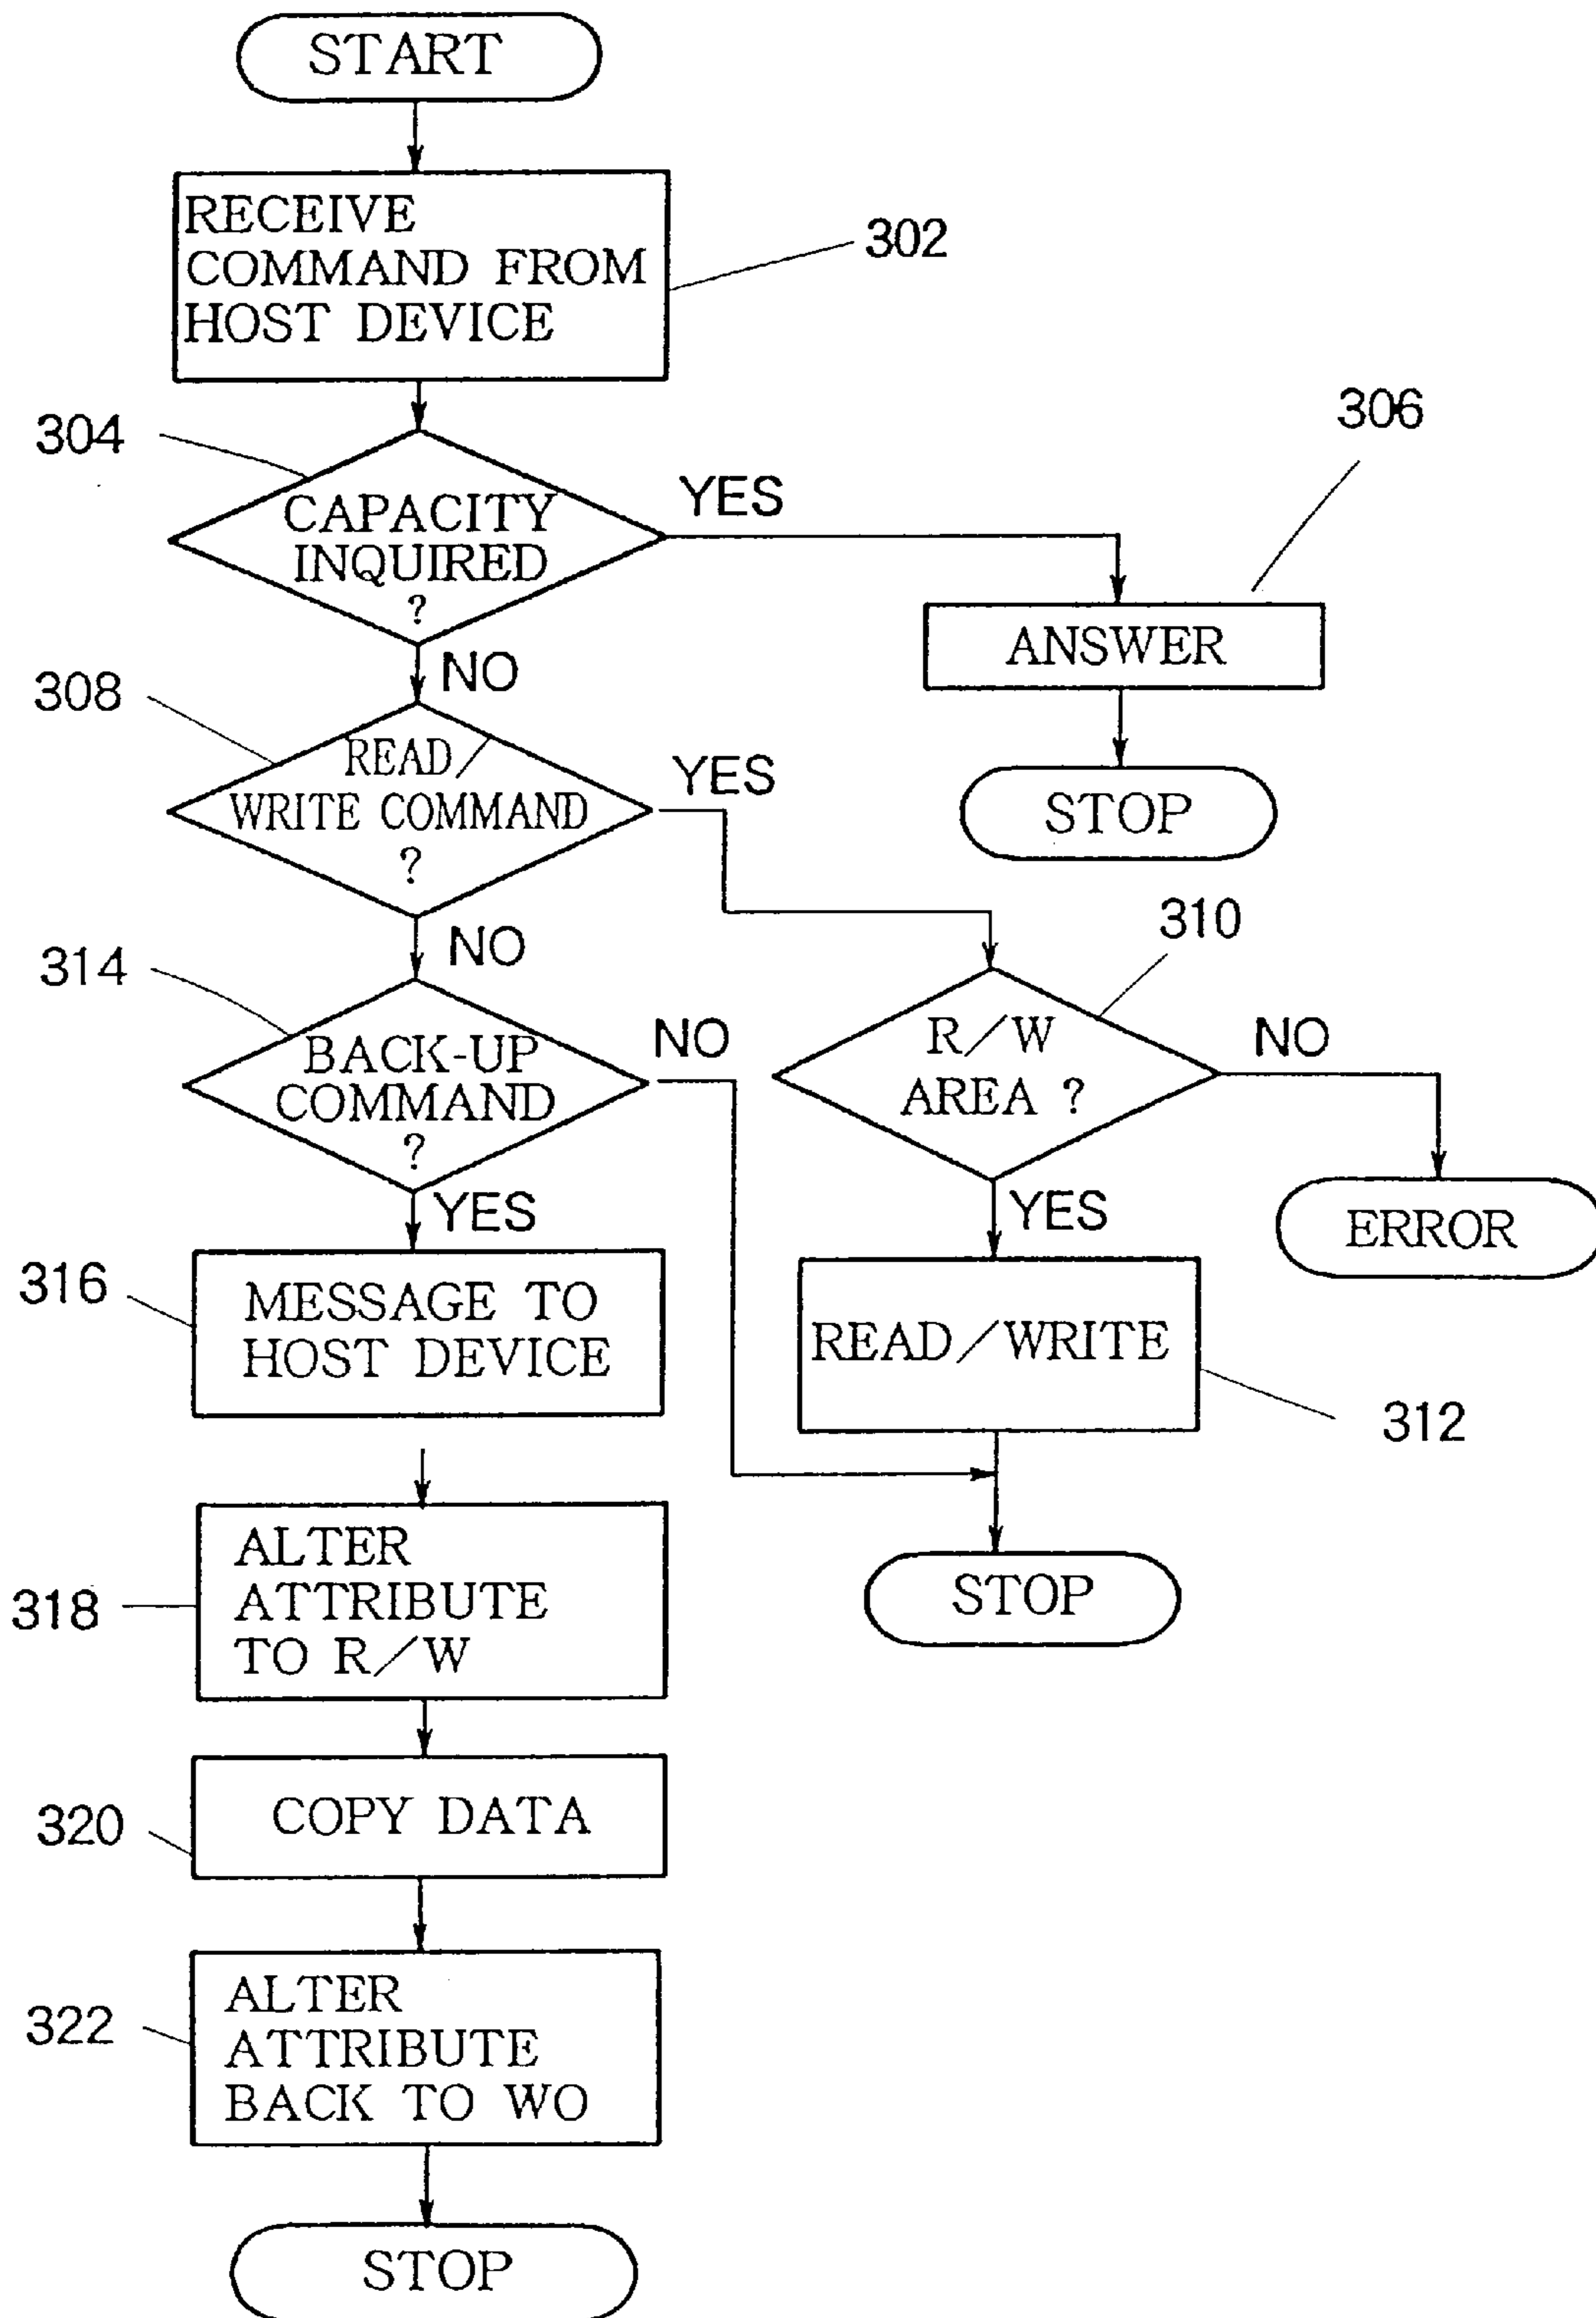 START
RECEIVE
COMMAND FROM
HOST DEVICE
302
304
CAPACITY
INQUIRED
?
YES
306
ANSWER
STOP
NO
308
READ/
WRITE COMMAND
?
YES
NO
310
R/W
AREA ?
NO
ERROR
YES
READ/WRITE
312
STOP
314
BACK-UP
COMMAND
?
NO
YES
316
MESSAGE TO
HOST DEVICE
318
ALTER
ATTRIBUTE
TO R/W
320
COPY DATA
322
ALTER
ATTRIBUTE
BACK TO WO
STOP